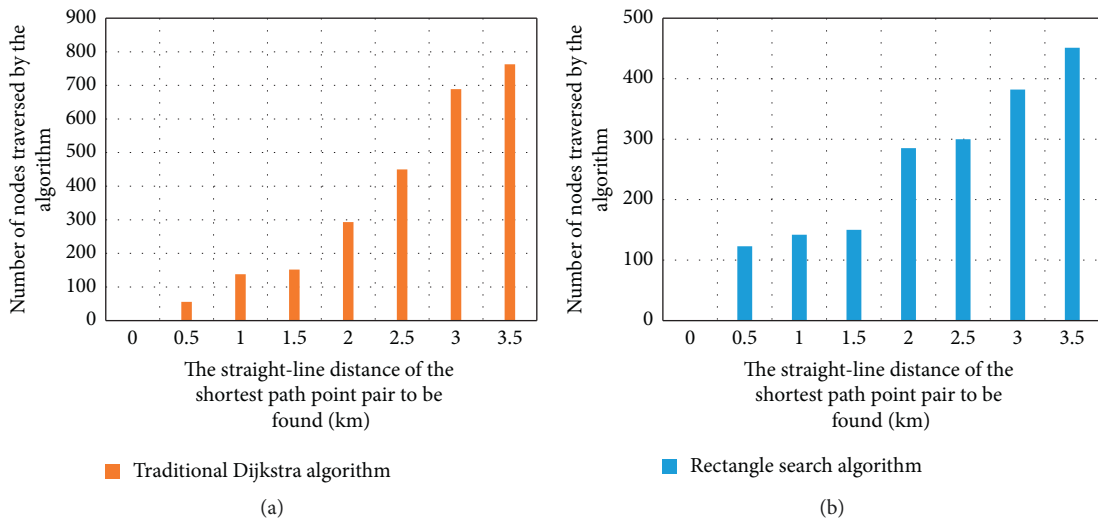 Number of nodes traversed by the
algorithm
900
800
700
600
500
400
300
200
100
0
0 0.5 1 1.5 2 2.5 3 3.5
The straight-line distance of the
shortest path point pair to be
found (km)
Traditional Dijkstra algorithm
(a)
Number of nodes traversed by the
algorithm
500
400
300
200
100
0
0 0.5 1 1.5 2 2.5 3 3.5
The straight-line distance of the
shortest path point pair to be
found (km)
Rectangle search algorithm
(b)